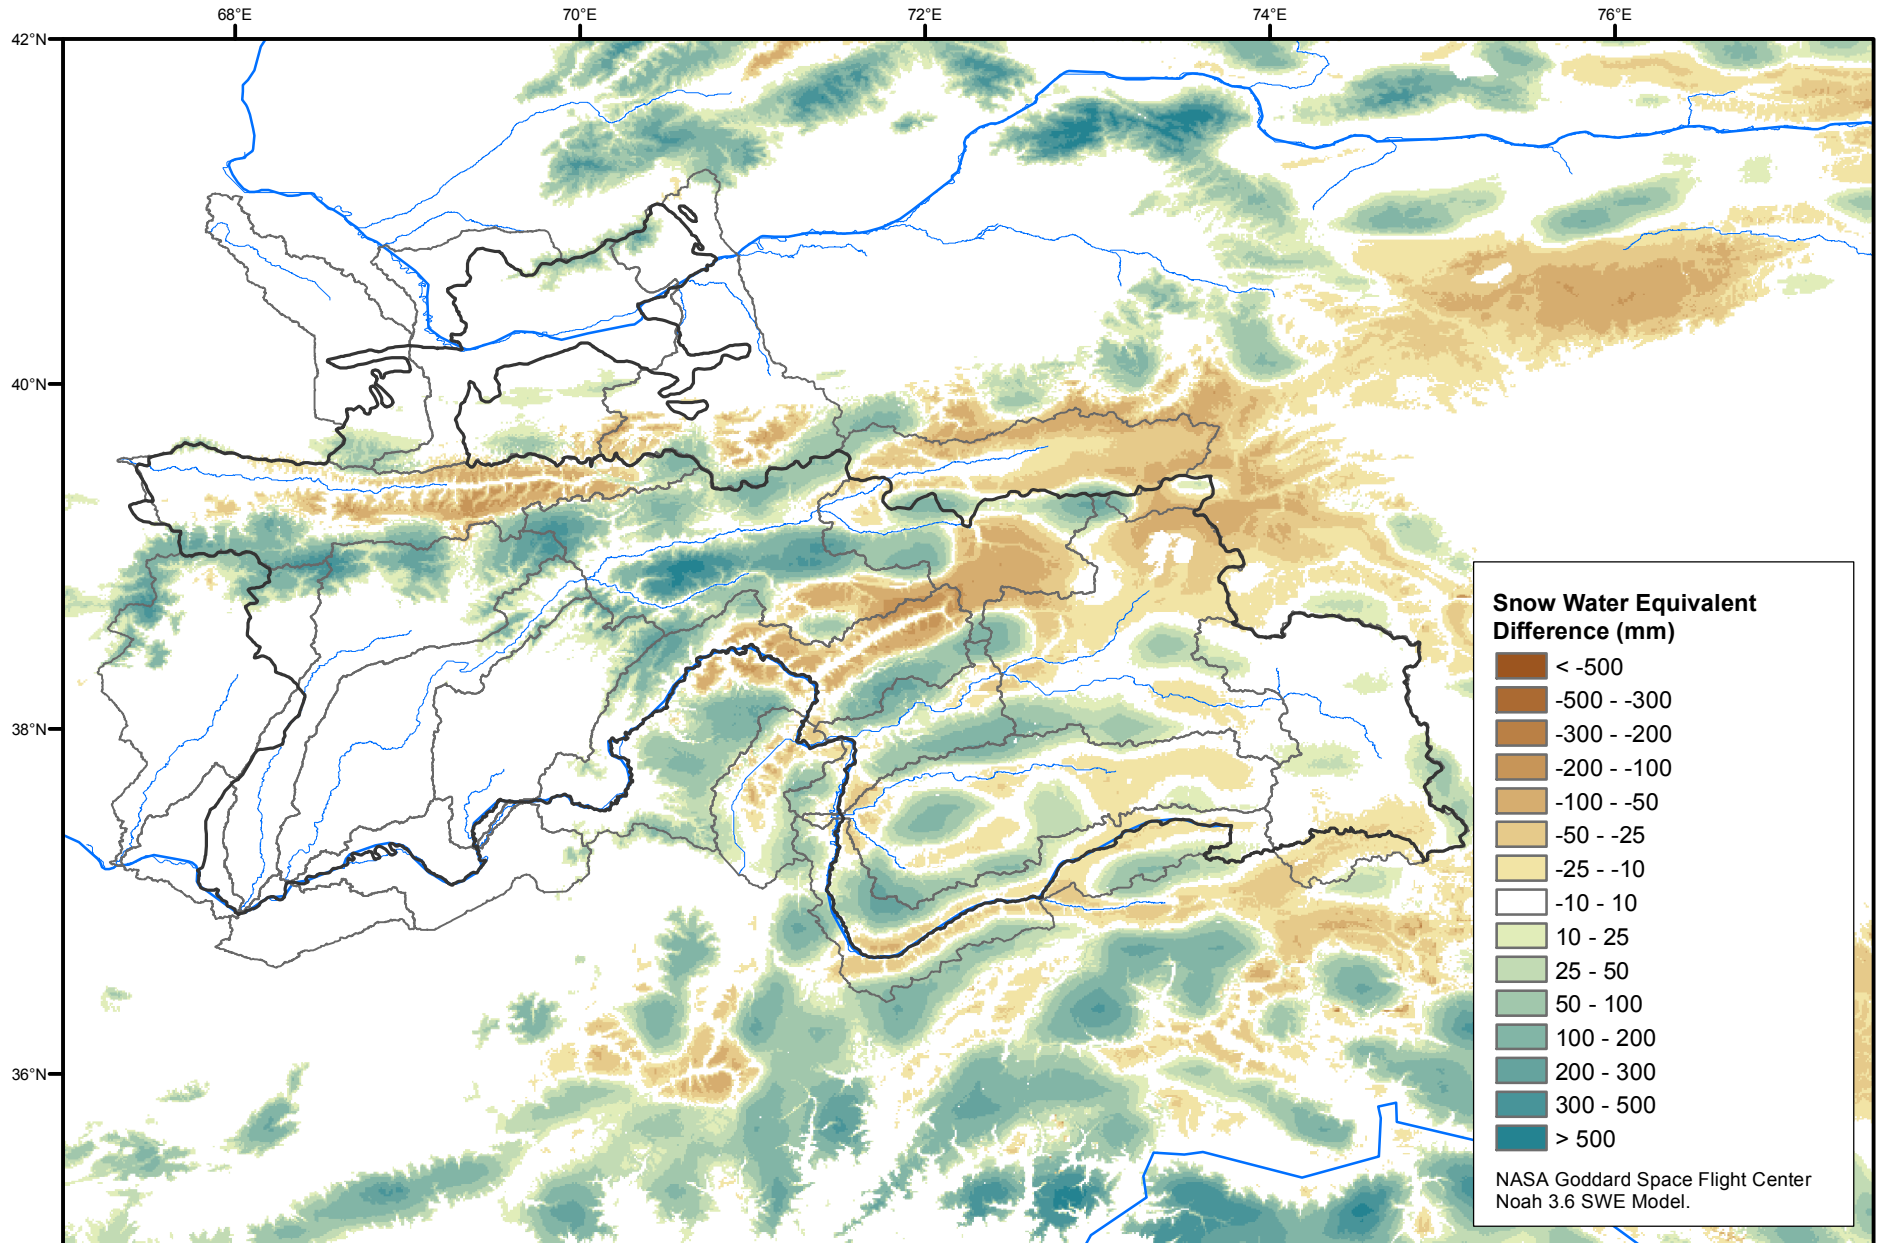 68°E
70°E
72°E
74°E
76°E
42°N
40°N
38°N
36°N
Snow Water Equivalent
Difference (mm)
< -500
-500 - -300
-300 - -200
-200 - -100
-100 - -50
-50 - -25
-25 - -10
-10 - 10
10 - 25
25 - 50
50 - 100
100 - 200
200 - 300
300 - 500
> 500
NASA Goddard Space Flight Center
Noah 3.6 SWE Model.